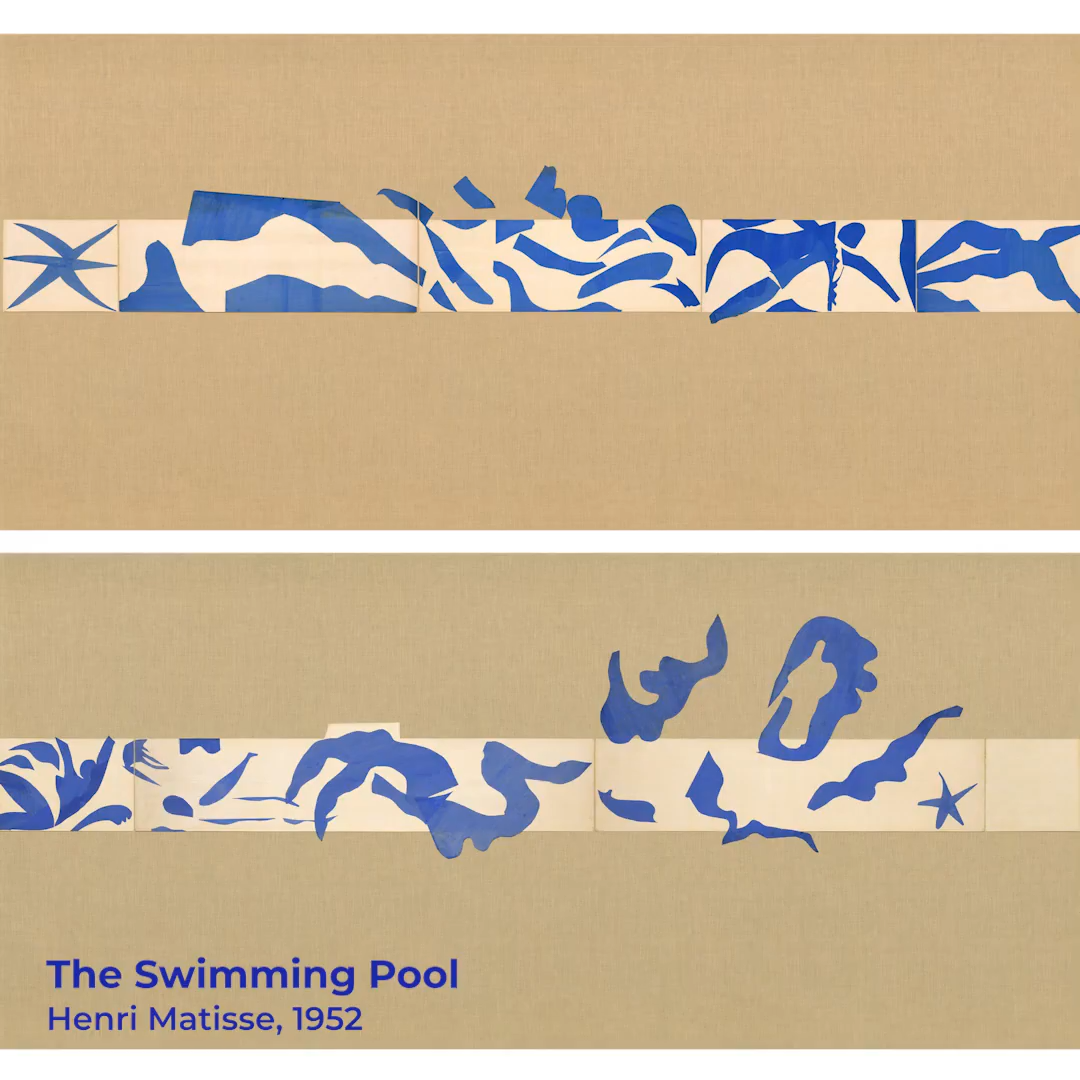 The Swimming Pool
Henri Matisse, 1952